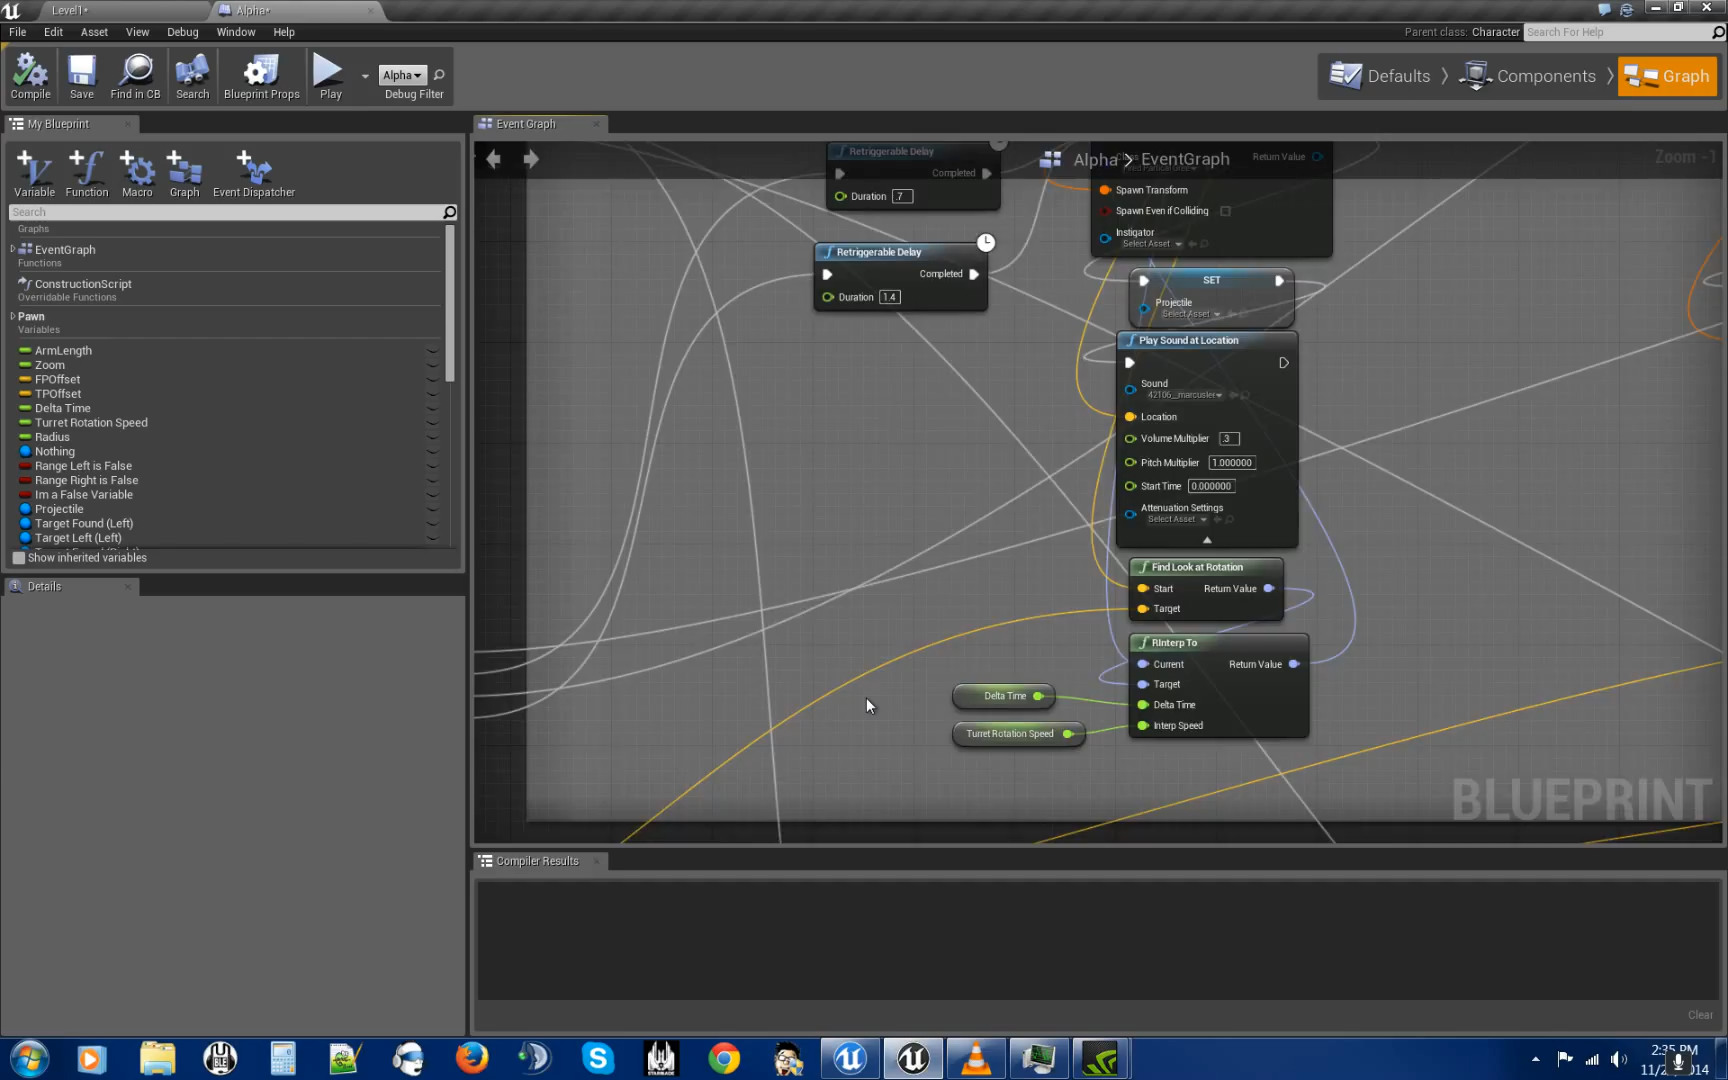 Level1*
Alpha*
File Edit Asset View Debug Window Help
Parent class: Character
Search For Help
Compile Save Find in CB Search Blueprint Props Play
Alpha
Debug Filter
Defaults Components Graph
My Blueprint
Variable Function Macro Graph Event Dispatcher
Search
Graphs
EventGraph
Functions
ConstructionScript
Overridable Functions
Pawn
Variables
ArmLength
Zoom
FPOffset
TPOffset
Delta Time
Turret Rotation Speed
Radius
Nothing
Range Left is False
Range Right is False
Im a False Variable
Projectile
Target Found (Left)
Target Left (Left)
Show inherited variables
Details
Event Graph
Alpha > EventGraph
Zoom -1
Retriggerable Delay
Completed
Duration .7
Retriggerable Delay
Completed
Duration 1.4
Return Value
Spawn Transform
Spawn Even if Colliding
Instigator
Select Asset
SET
Projectile
Select Asset
Play Sound at Location
Sound
42106__marcusler
Location
Volume Multiplier .3
Pitch Multiplier 1.000000
Start Time 0.000000
Attenuation Settings
Select Asset
Find Look at Rotation
Start Return Value
Target
RInterp To
Current Return Value
Target
Delta Time
Interp Speed
Delta Time
Turret Rotation Speed
BLUEPRINT
Compiler Results
Clear
2:35 PM